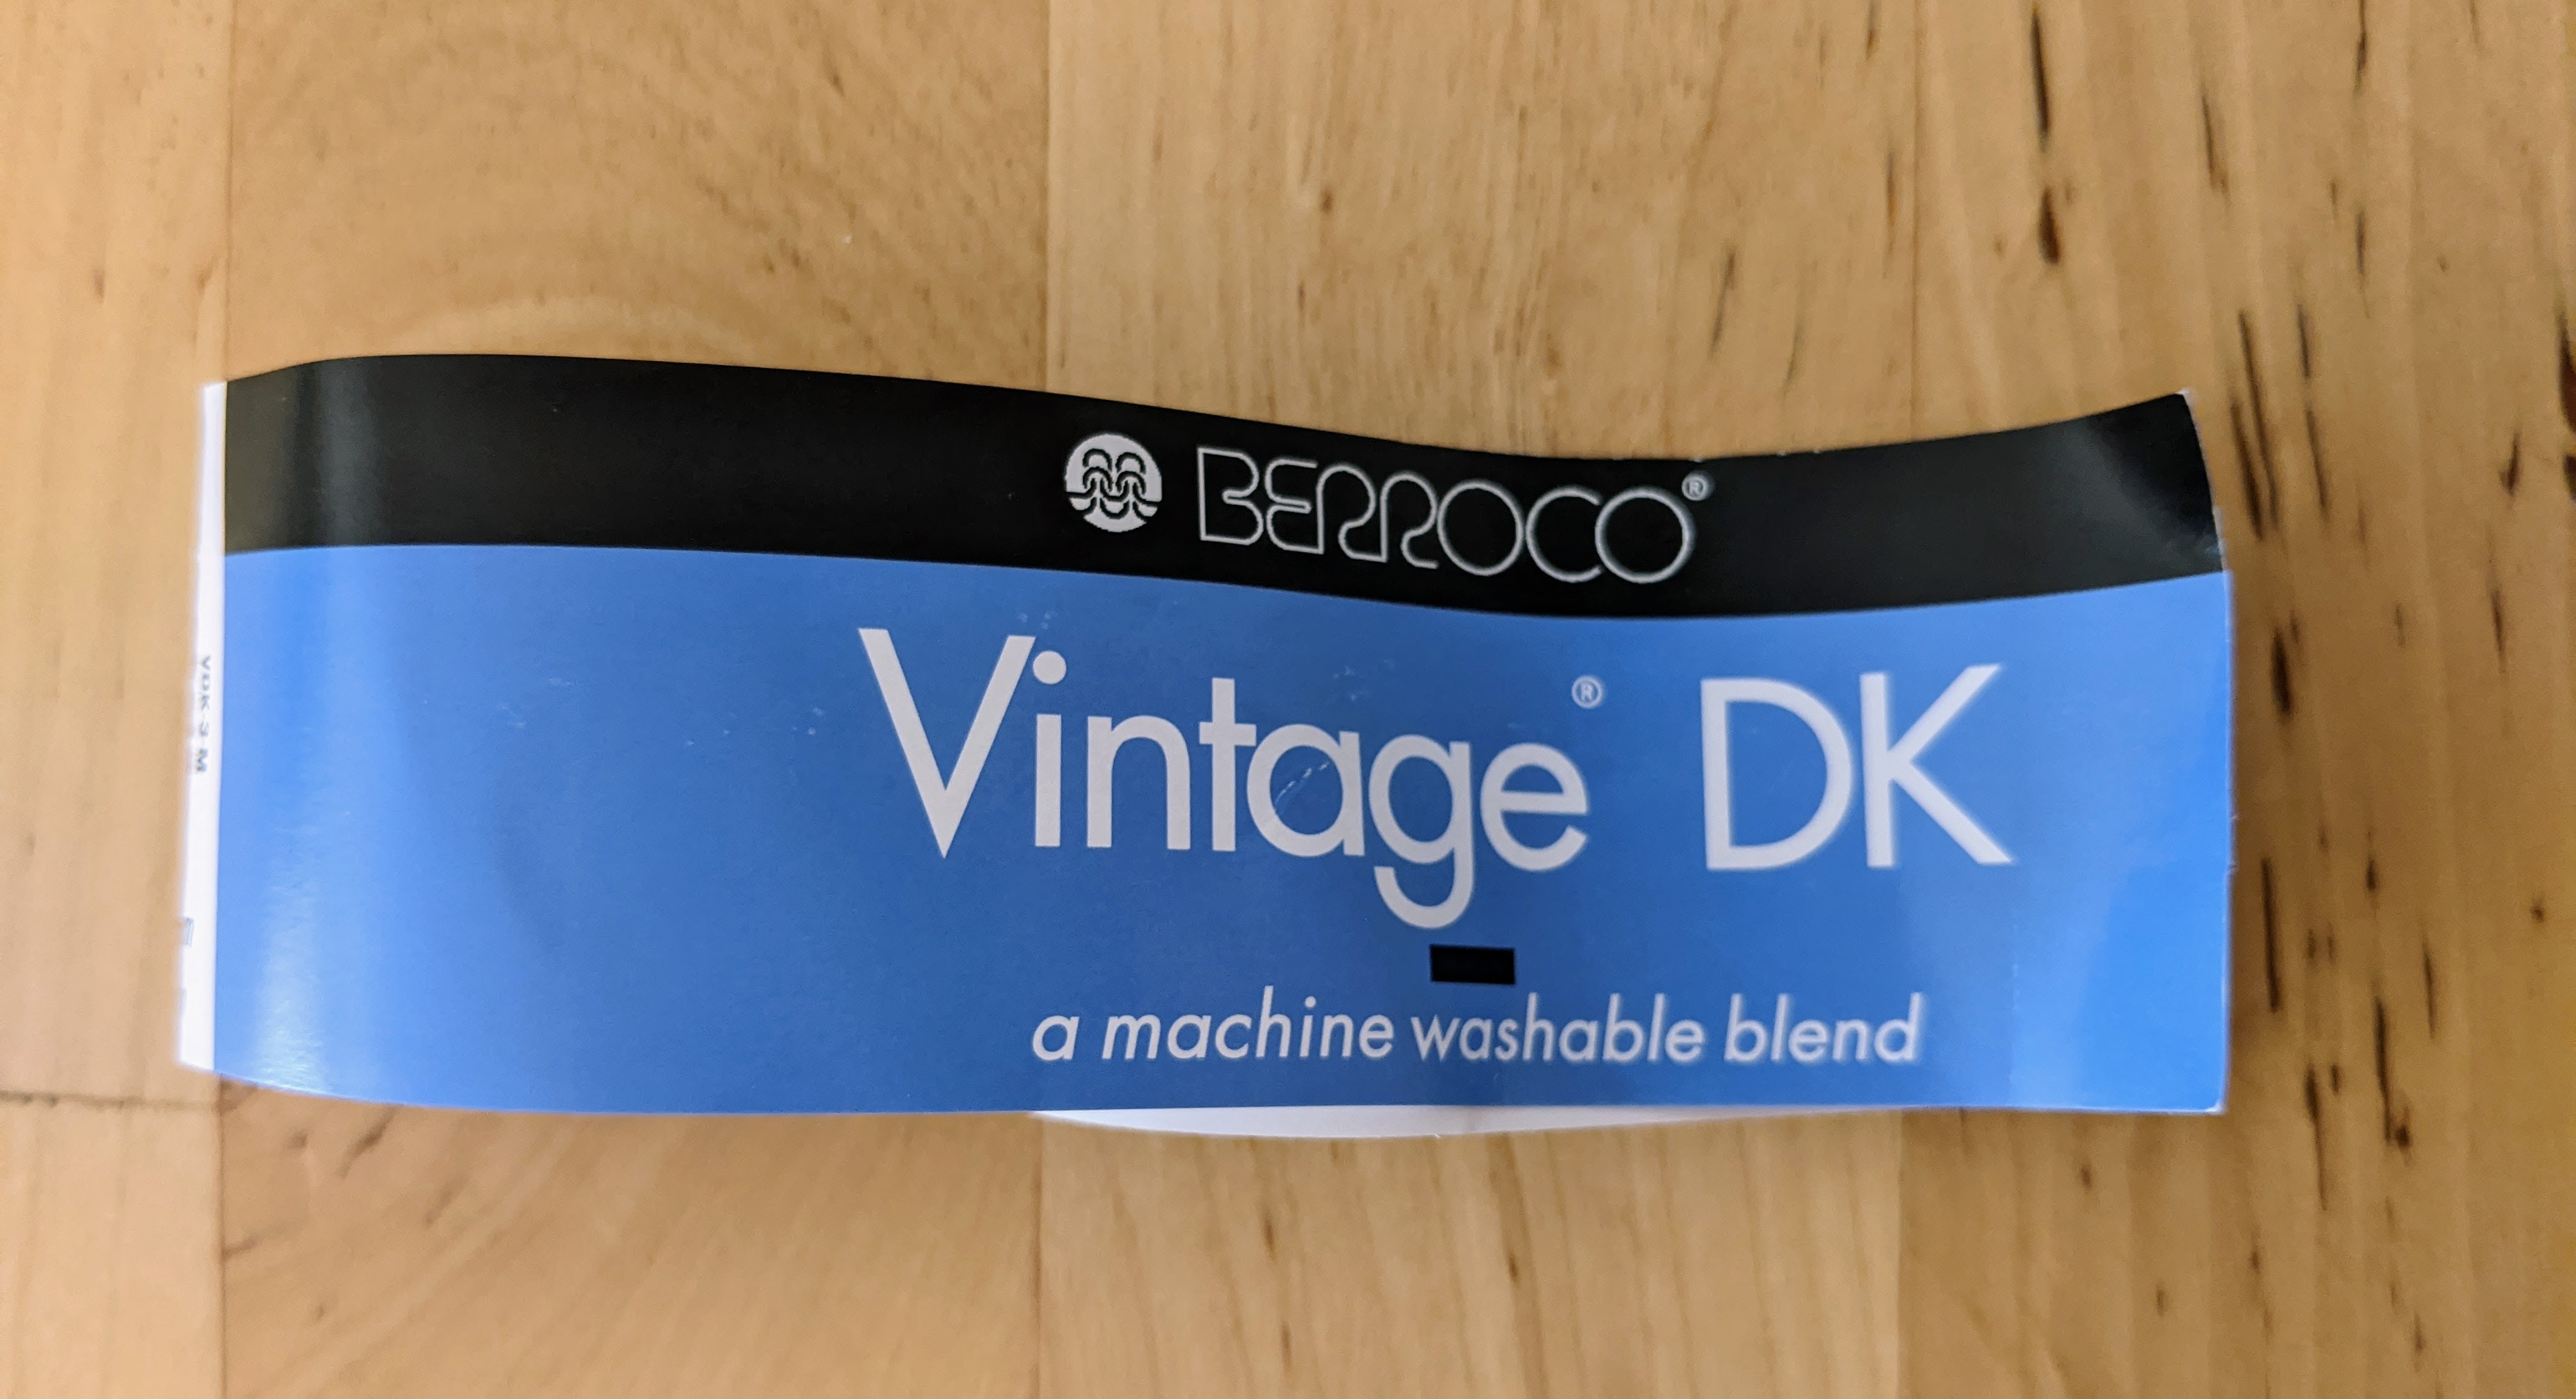 BERROCO®
Vintage® DK
a machine washable blend